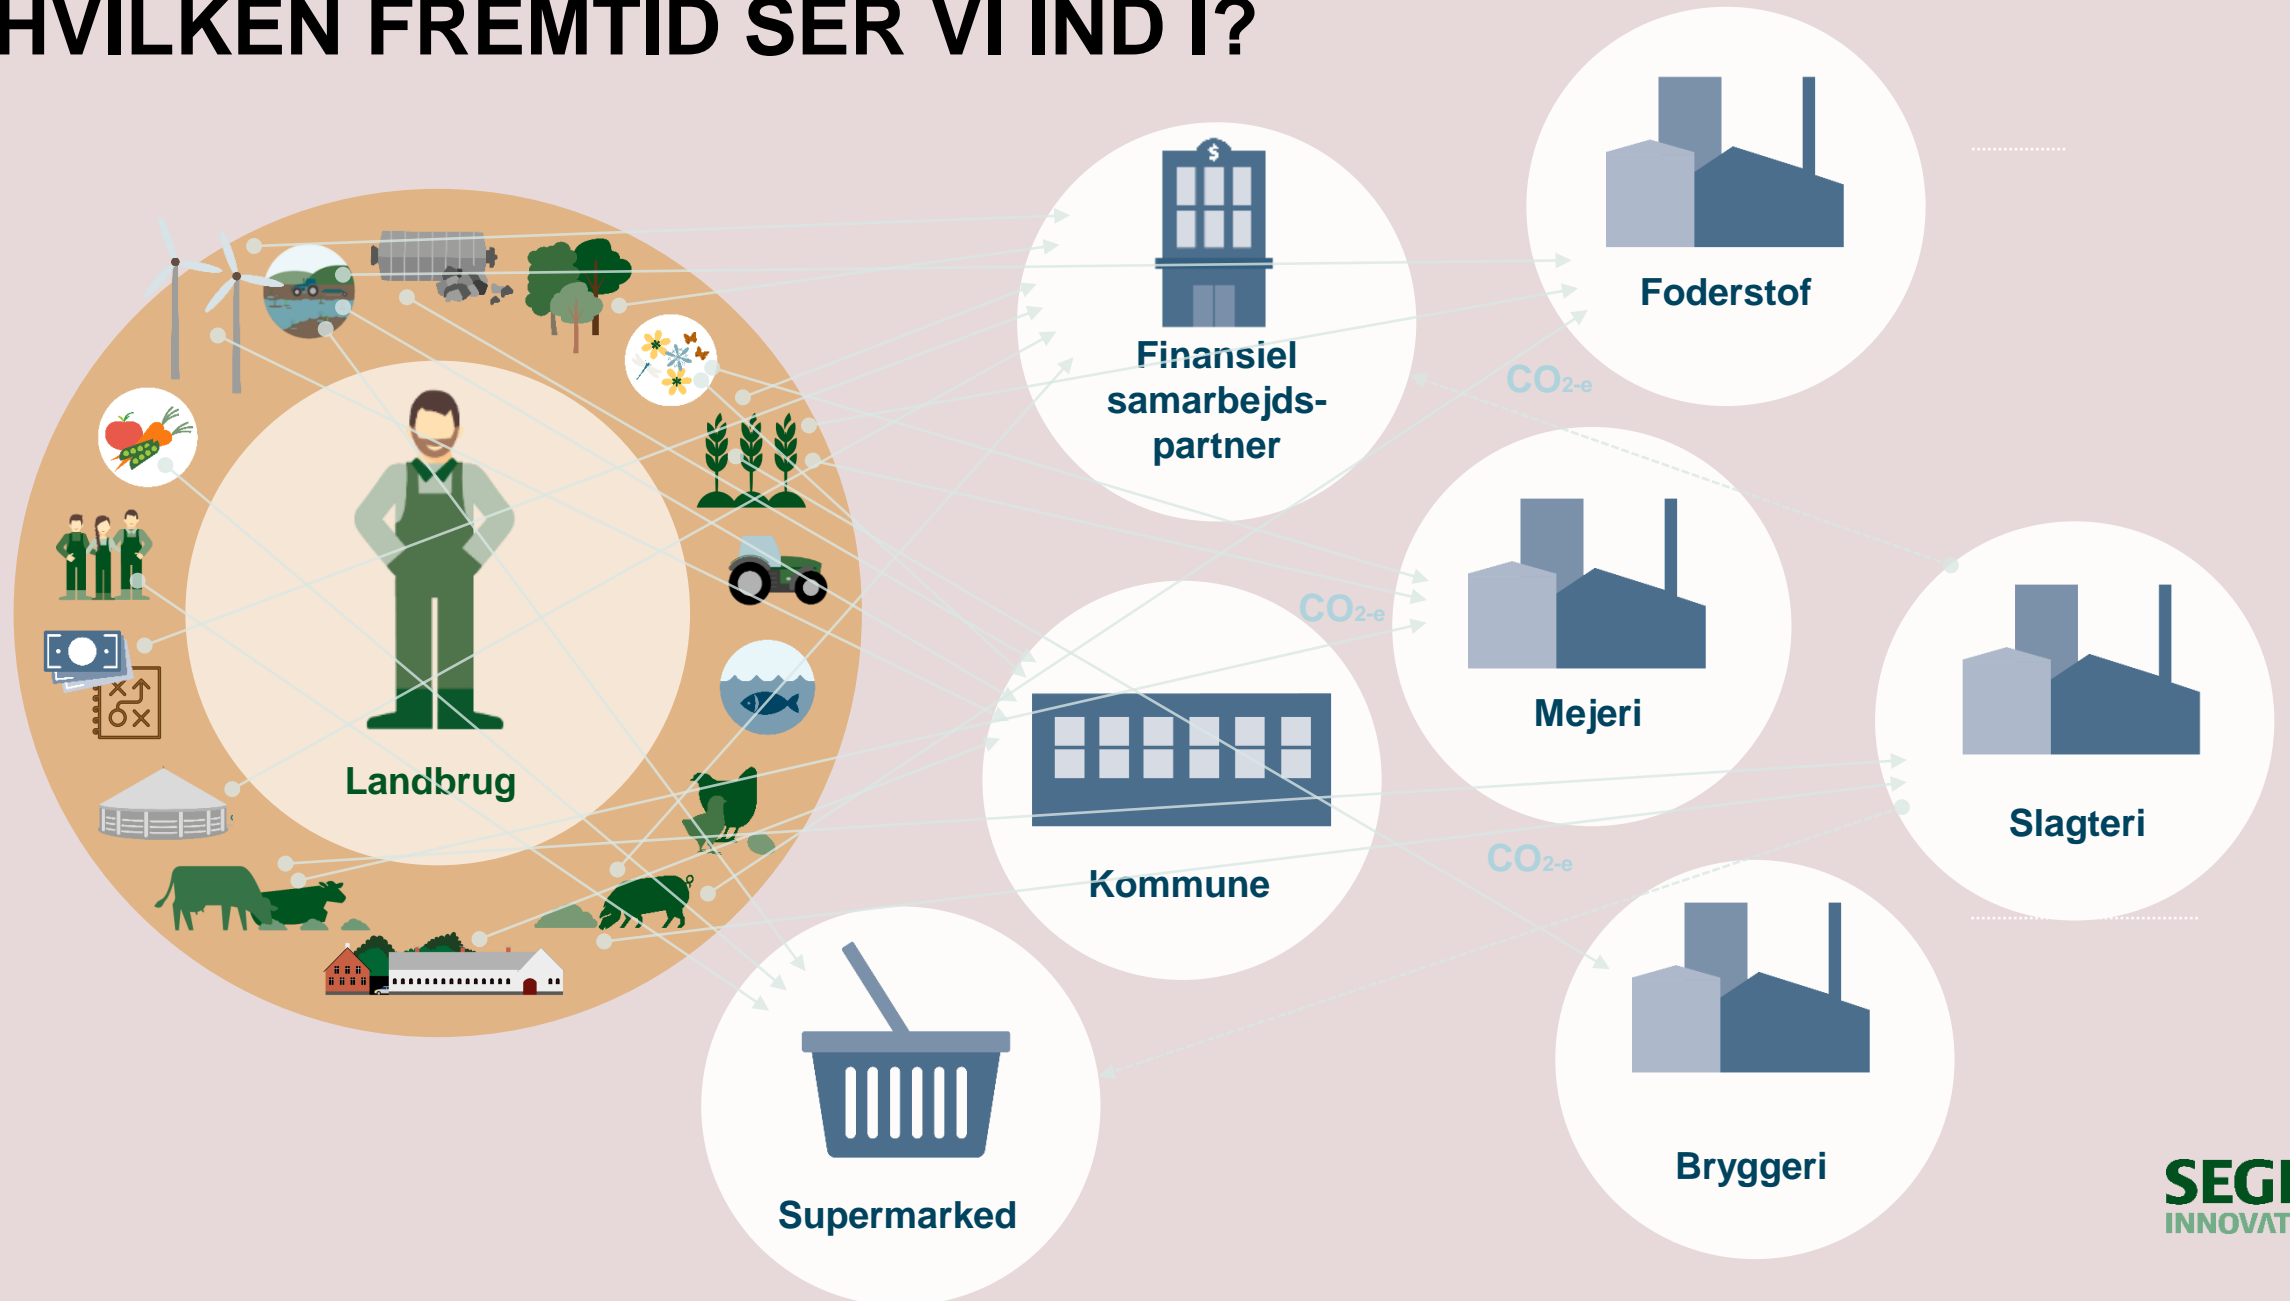 HVILKEN FREMTID SER VI IND I?
$
Foderstof
Finansiel
samarbejds-
partner
CO2-e
CO2-e
Mejeri
Landbrug
Slagteri
CO2-e
Kommune
Bryggeri
Supermarked
SEGE
INNOVAT